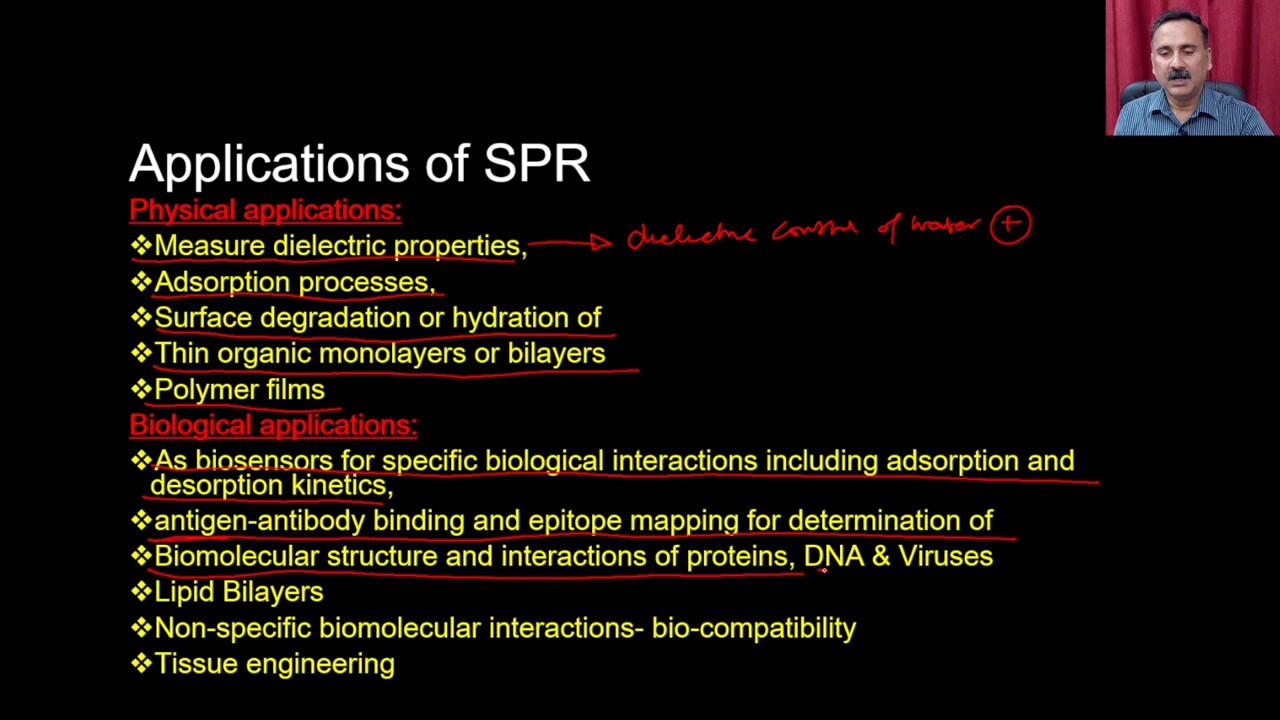 Applications of SPR
Physical applications:
❖Measure dielectric properties, dielectric of water +
❖Adsorption processes,
❖Surface degradation or hydration of
❖Thin organic monolayers or bilayers
❖Polymer films
Biological applications:
❖As biosensors for specific biological interactions including adsorption and
desorption kinetics,
❖antigen-antibody binding and epitope mapping for determination of
❖Biomolecular structure and interactions of proteins, DNA & Viruses
❖Lipid Bilayers
❖Non-specific biomolecular interactions- bio-compatibility
❖Tissue engineering